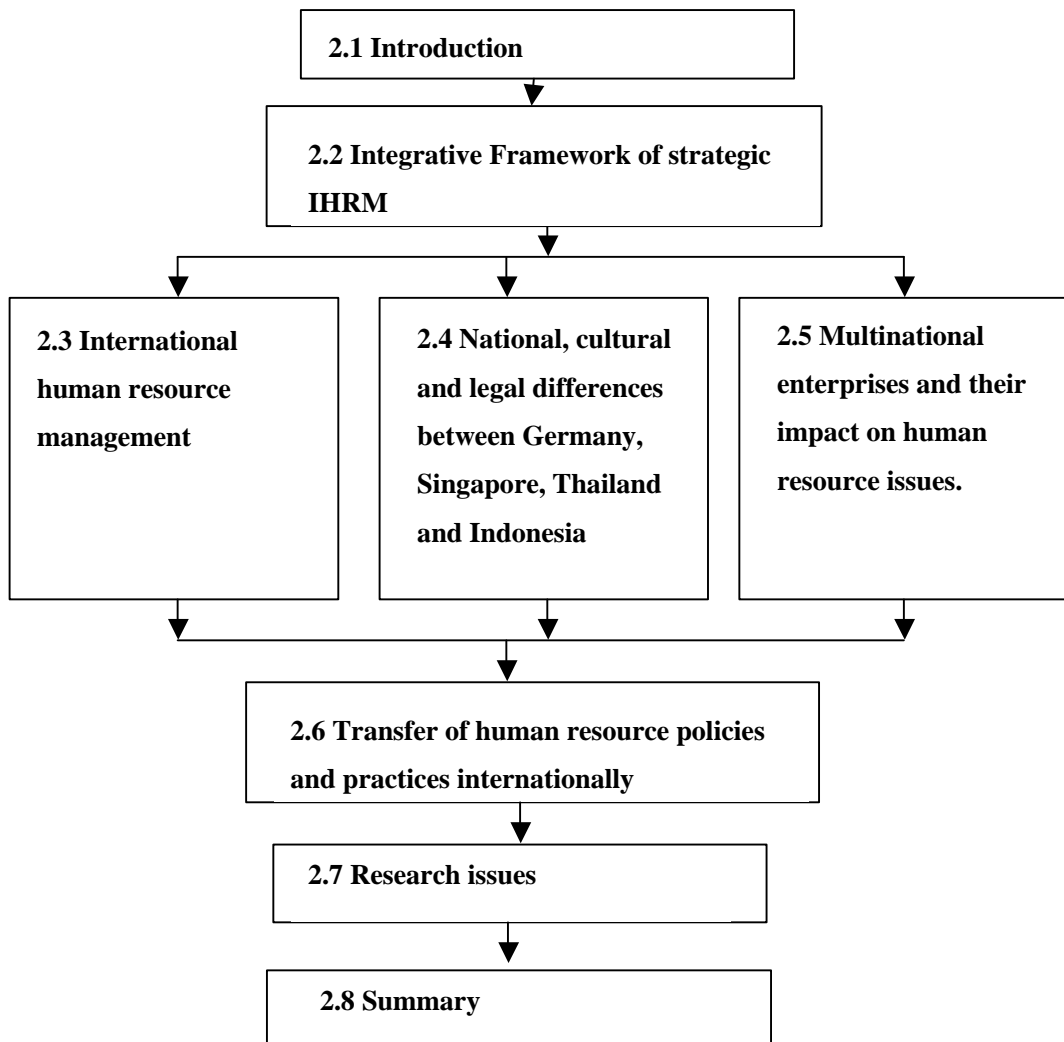 2.1 Introduction
2.2 Integrative Framework of strategic
IHRM
2.3 International
human resource
management
2.4 National, cultural
and legal differences
between Germany,
Singapore, Thailand
and Indonesia
2.5 Multinational
enterprises and their
impact on human
resource issues.
2.6 Transfer of human resource policies
and practices internationally
2.7 Research issues
2.8 Summary